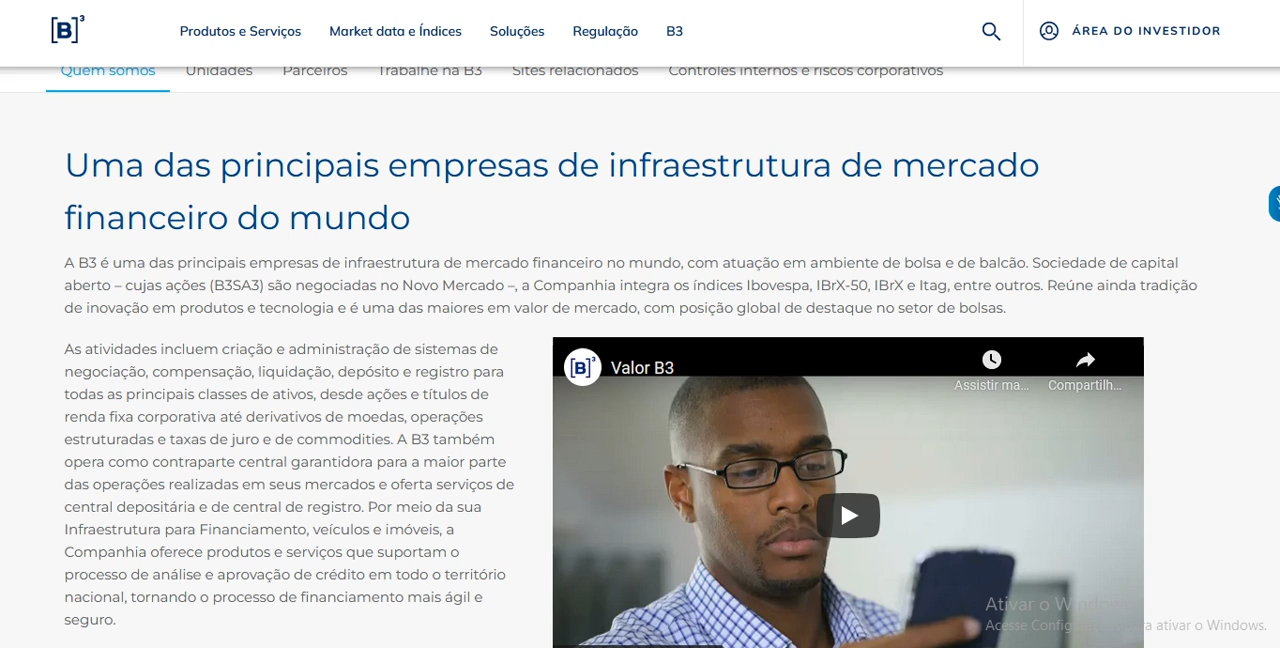 [B]³
Produtos e Serviços Market data e Índices Soluções Regulação B3
ÁREA DO INVESTIDOR
Quem somos Unidades Parceiros Trabalhe na B3 Sites relacionados Controles internos e riscos corporativos
Uma das principais empresas de infraestrutura de mercado
financeiro do mundo
A B3 é uma das principais empresas de infraestrutura de mercado financeiro no mundo, com atuação em ambiente de bolsa e de balcão. Sociedade de capital
aberto – cujas ações (B3SA3) são negociadas no Novo Mercado –, a Companhia integra os índices Ibovespa, IBrX-50, IBrX e Itag, entre outros. Reúne ainda tradição
de inovação em produtos e tecnologia e é uma das maiores em valor de mercado, com posição global de destaque no setor de bolsas.
As atividades incluem criação e administração de sistemas de
negociação, compensação, liquidação, depósito e registro para
todas as principais classes de ativos, desde ações e títulos de
renda fixa corporativa até derivativos de moedas, operações
estruturadas e taxas de juro e de commodities. A B3 também
opera como contraparte central garantidora para a maior parte
das operações realizadas em seus mercados e oferta serviços de
central depositária e de central de registro. Por meio da sua
Infraestrutura para Financiamento, veículos e imóveis, a
Companhia oferece produtos e serviços que suportam o
processo de análise e aprovação de crédito em todo o território
nacional, tornando o processo de financiamento mais ágil e
seguro.
[B]³ Valor B3
Assistir ma... Compartilh...
Ativar o Windows
Acesse Config ra ativar o Windows.